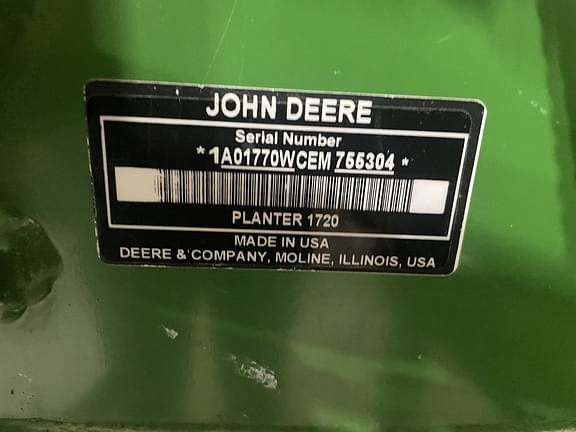 JOHN DEERE
Serial Number
*1A01770WCEM 755304*
PLANTER 1720
MADE IN USA
DEERE & COMPANY, MOLINE, ILLINOIS, USA